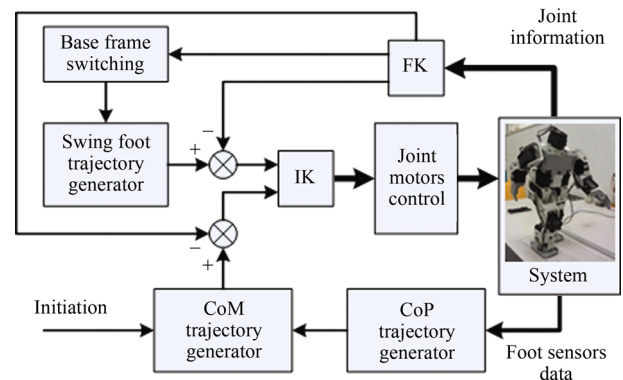 Joint
information
Base frame
switching
FK
Swing foot
trajectory
generator
+
−
IK
Joint
motors
control
System
−
+
Initiation
CoM
trajectory
generator
CoP
trajectory
generator
Foot sensors
data